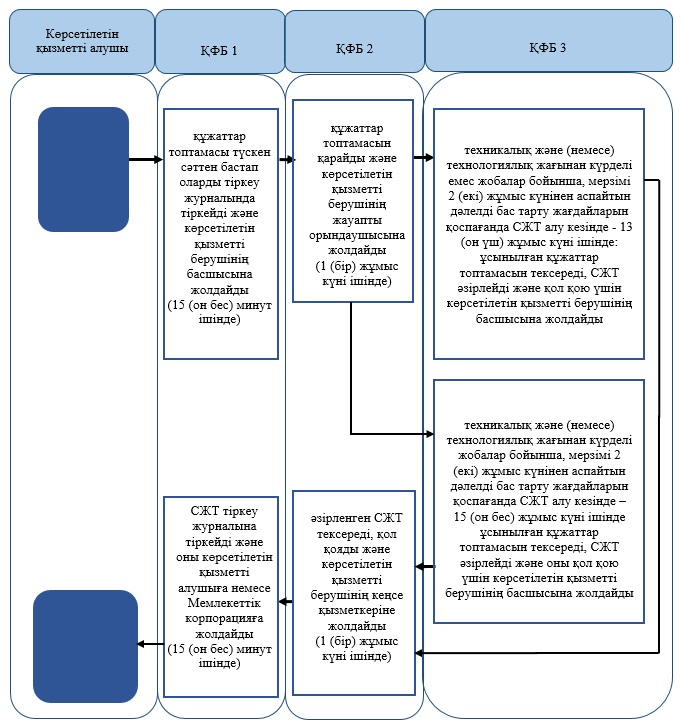 Көрсетілетін
қызметті алушы
ҚФБ 1
ҚФБ 2
ҚФБ 3
құжаттар
топтамасы түскен
сәттен бастап
оларды тіркеу
журналында
тіркейді және
көрсетілетін
қызметті
берушінің
басшысына
жолдайды
(15 (он бес) минут
ішінде)
құжаттар
топтамасын
қарайды және
көрсетілетін
қызметті
берушінің
жауапты
орындаушысына
жолдайды
(1 (бір) жұмыс
күні ішінде)
техникалық және (немесе)
технологиялық жағынан күрделі
емес жобалар бойынша, мерзімі
2 (екі) жұмыс күнінен аспайтын
дәлелді бас тарту жағдайларын
қоспағанда СЖТ алу кезінде - 13
(он үш) жұмыс күні ішінде:
ұсынылған құжаттар
топтамасын тексереді, СЖТ
әзірлейді және қол қою үшін
көрсетілетін қызметті берушінің
басшысына жолдайды
техникалық және (немесе)
технологиялық жағынан күрделі
жобалар бойынша, мерзімі 2
(екі) жұмыс күнінен аспайтын
дәлелді бас тарту жағдайларын
қоспағанда СЖТ алу кезінде –
15 (он бес) жұмыс күні ішінде
ұсынылған құжаттар
топтамасын тексереді, СЖТ
әзірлейді және оны қол қою
үшін көрсетілетін қызметті
берушінің басшысына жолдайды
СЖТ тіркеу
журналына
тіркейді және
оны көрсетілетін
қызметті
алушыға немесе
Мемлекеттік
корпорацияға
жолдайды
(15 (он бес) минут
ішінде)
әзірленген СЖТ
тексереді, қол
қояды және
көрсетілетін
қызметті
берушінің кеңсе
қызметкеріне
жолдайды
(1 (бір) жұмыс
күні ішінде)